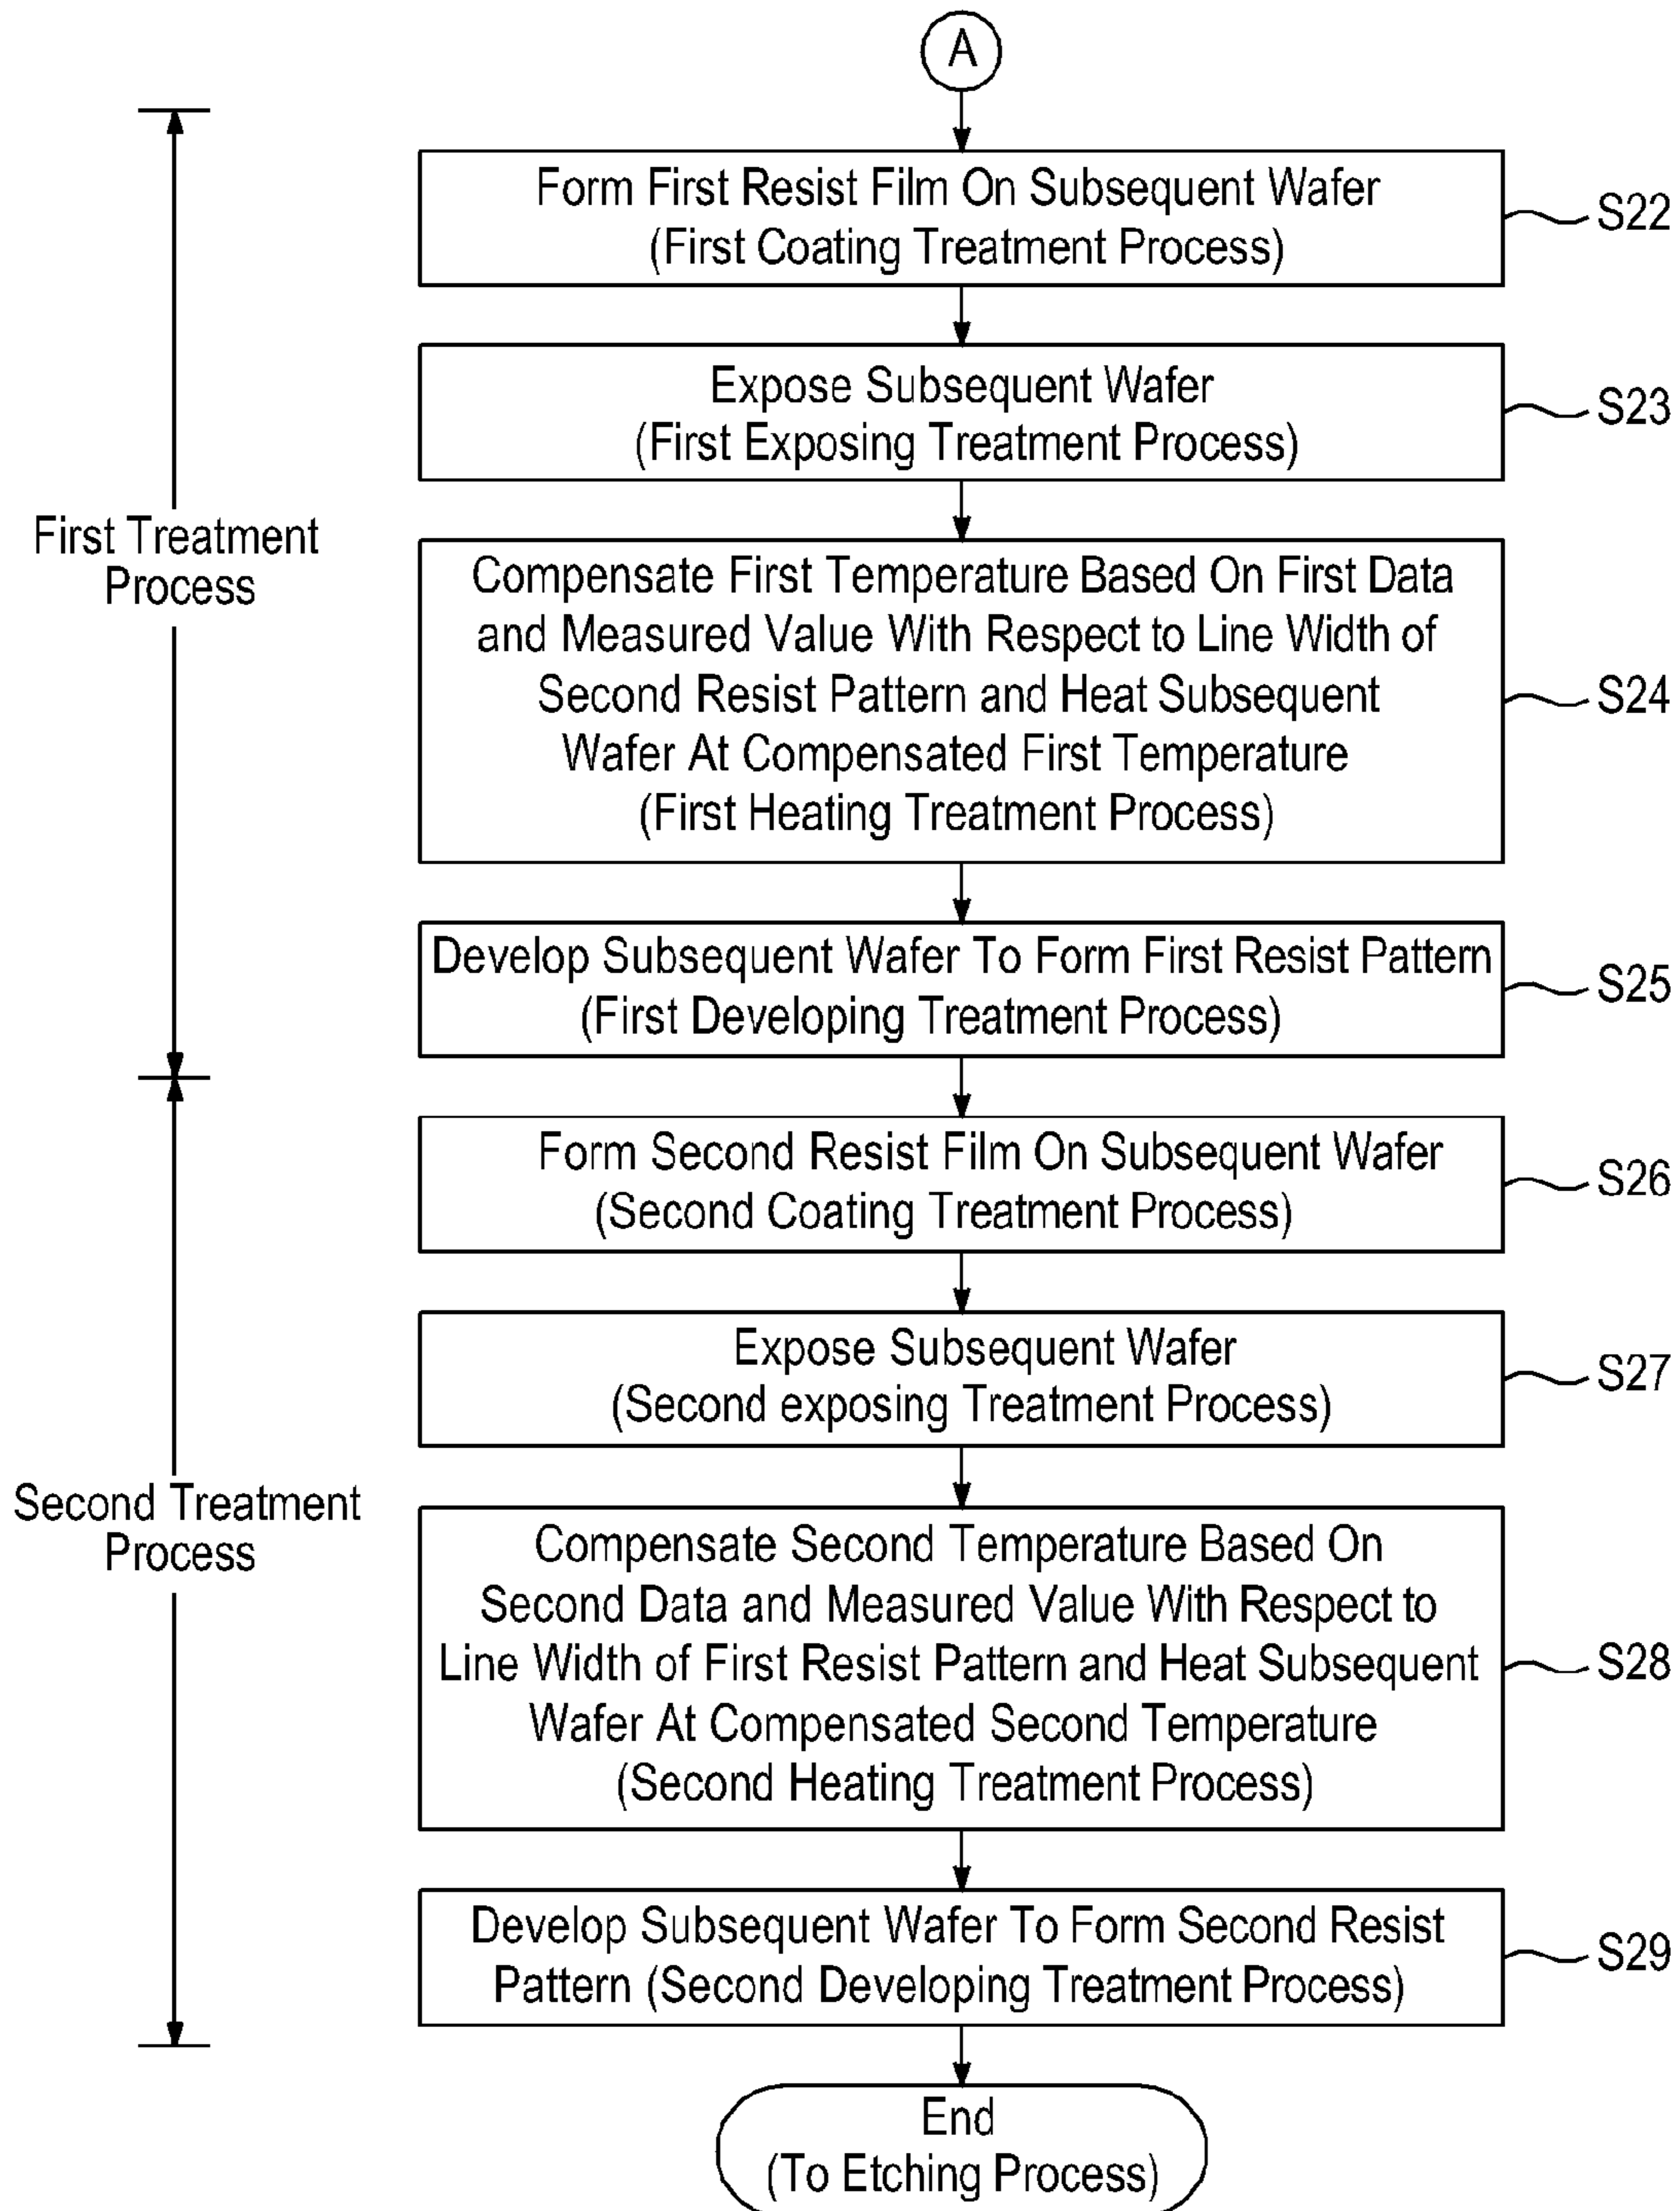 A
Form First Resist Film On Subsequent Wafer
(First Coating Treatment Process)
S22
Expose Subsequent Wafer
(First Exposing Treatment Process)
S23
First Treatment
Process
Compensate First Temperature Based On First Data
and Measured Value With Respect to Line Width of
Second Resist Pattern and Heat Subsequent
Wafer At Compensated First Temperature
(First Heating Treatment Process)
S24
Develop Subsequent Wafer To Form First Resist Pattern
(First Developing Treatment Process)
S25
Form Second Resist Film On Subsequent Wafer
(Second Coating Treatment Process)
S26
Expose Subsequent Wafer
(Second exposing Treatment Process)
S27
Second Treatment
Process
Compensate Second Temperature Based On
Second Data and Measured Value With Respect to
Line Width of First Resist Pattern and Heat Subsequent
Wafer At Compensated Second Temperature
(Second Heating Treatment Process)
S28
Develop Subsequent Wafer To Form Second Resist
Pattern (Second Developing Treatment Process)
S29
End
(To Etching Process)